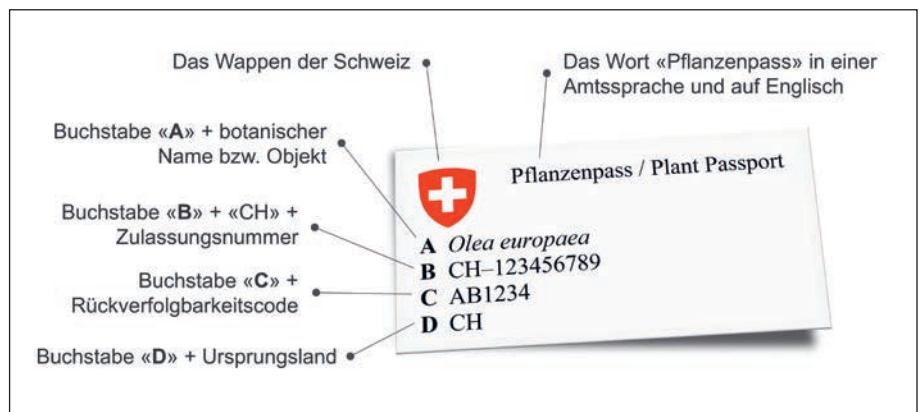 Das Wappen der Schweiz
Das Wort «Pflanzenpass» in einer
Amtssprache und auf Englisch
Buchstabe «A» + botanischer
Name bzw. Objekt
Buchstabe «B» + «CH» +
Zulassungsnummer
Buchstabe «C» +
Rückverfolgbarkeitscode
Buchstabe «D» + Ursprungsland
Pflanzenpass / Plant Passport
A Olea europaea
B CH–123456789
C AB1234
D CH